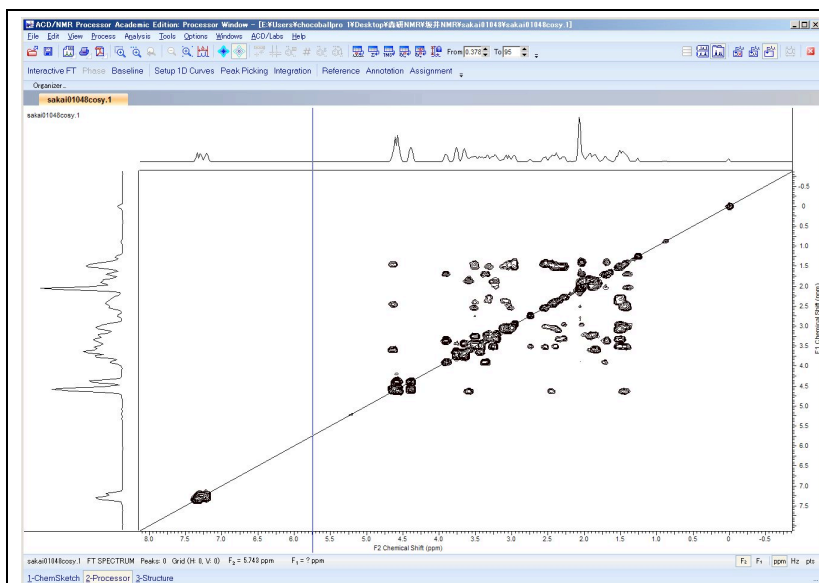 ACD/NMR Processor Academic Edition: Processor Window - [E:¥Users¥chocoballpro 1¥Desktop¥森研NMR¥坂井NMR¥sakai01048¥sakai01048cosy.1]
File Edit View Process Analysis Tools Options Windows ACD/Labs Help
From 0.378 To 95
Interactive FT Phase Baseline Setup 1D Curves Peak Picking Integration Reference Annotation Assignment
Organizer...
sakai01048cosy.1
sakai01048cosy.1
-0.5
0
0.5
1.0
1.5
2.0
2.5
3.0
3.5
4.0
4.5
5.0
5.5
6.0
6.5
7.0
7.5
F1 Chemical Shift (ppm)
8.0 7.5 7.0 6.5 6.0 5.5 5.0 4.5 4.0 3.5 3.0 2.5 2.0 1.5 1.0 0.5 0 -0.5
F2 Chemical Shift (ppm)
sakai01048cosy.1 FT SPECTRUM Peaks: 0 Grid (H: 0, V: 0) F2 = 5.748 ppm F1 = ? ppm F2 F1 ppm Hz pts
1-ChemSketch 2-Processor 3-Structure